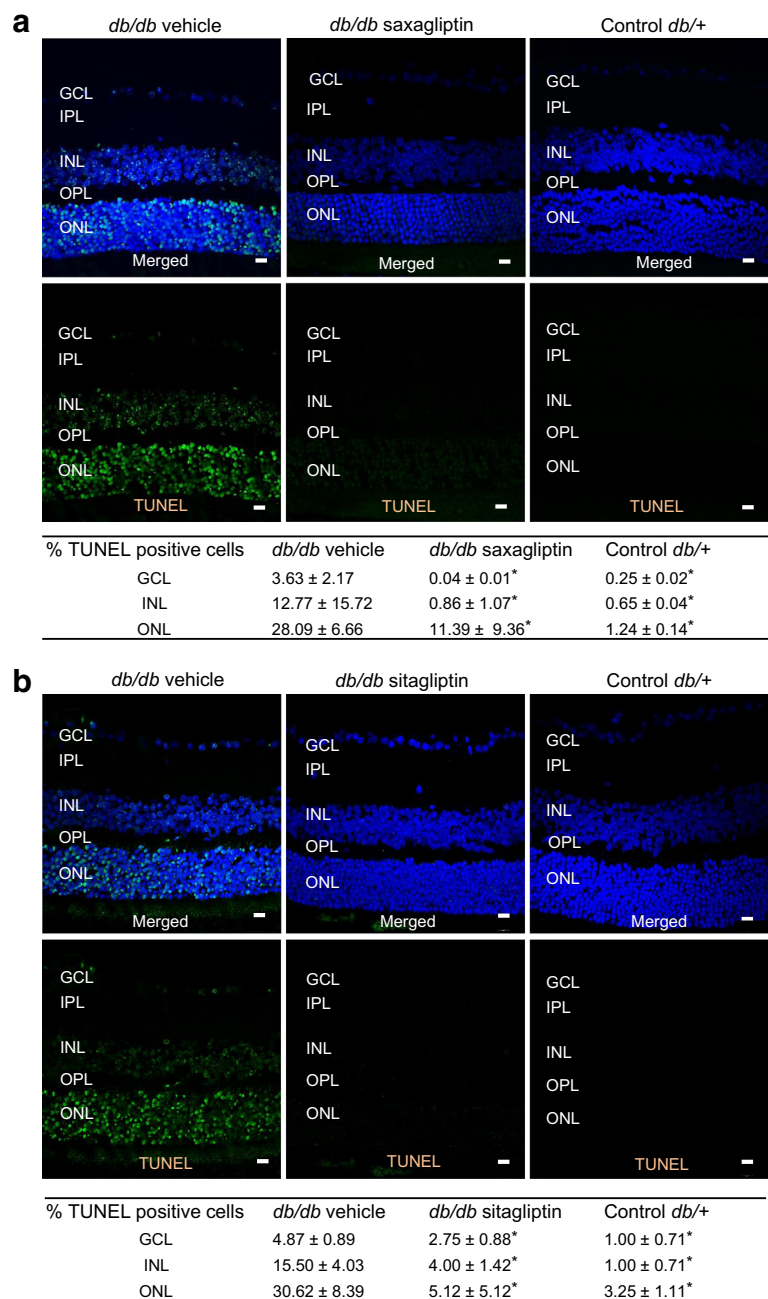 a
db/db vehicle db/db saxagliptin Control db/+
GCL
IPL
INL
OPL
ONL
Merged
GCL
IPL
INL
OPL
ONL
Merged
GCL
IPL
INL
OPL
ONL
Merged
GCL
IPL
INL
OPL
ONL
TUNEL
GCL
IPL
INL
OPL
ONL
TUNEL
GCL
IPL
INL
OPL
ONL
TUNEL
% TUNEL positive cells db/db vehicle db/db saxagliptin Control db/+
GCL 3.63 ± 2.17 0.04 ± 0.01* 0.25 ± 0.02*
INL 12.77 ± 15.72 0.86 ± 1.07* 0.65 ± 0.04*
ONL 28.09 ± 6.66 11.39 ± 9.36* 1.24 ± 0.14*
b
db/db vehicle db/db sitagliptin Control db/+
GCL
IPL
INL
OPL
ONL
Merged
GCL
IPL
INL
OPL
ONL
Merged
GCL
IPL
INL
OPL
ONL
Merged
GCL
IPL
INL
OPL
ONL
TUNEL
GCL
IPL
INL
OPL
ONL
TUNEL
GCL
IPL
INL
OPL
ONL
TUNEL
% TUNEL positive cells db/db vehicle db/db sitagliptin Control db/+
GCL 4.87 ± 0.89 2.75 ± 0.88* 1.00 ± 0.71*
INL 15.50 ± 4.03 4.00 ± 1.42* 1.00 ± 0.71*
ONL 30.62 ± 8.39 5.12 ± 5.12* 3.25 ± 1.11*